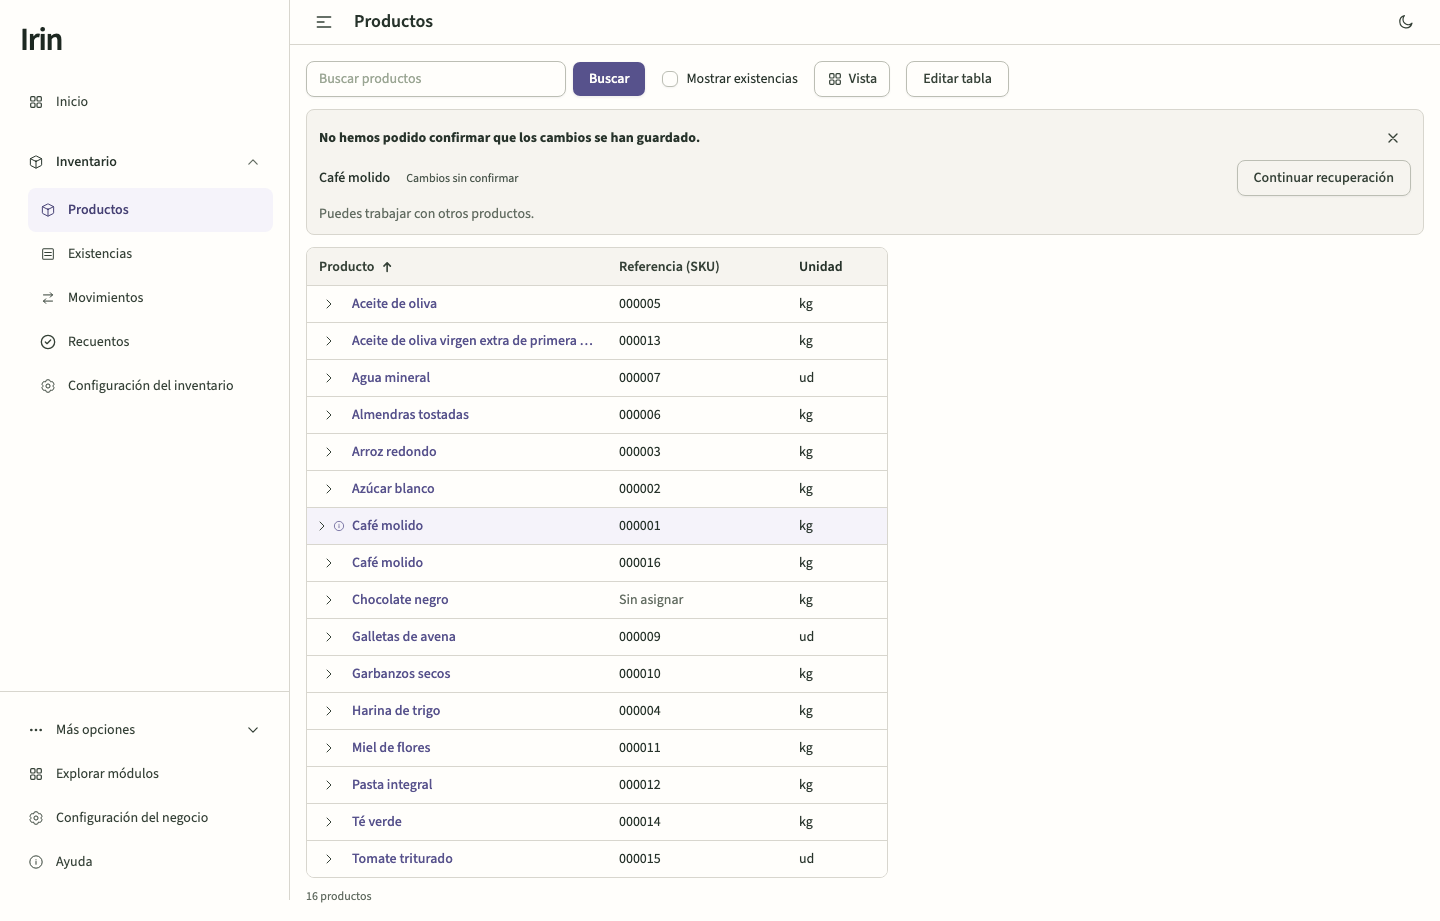 Irin
Productos
Inicio
Inventario
Productos
Existencias
Movimientos
Recuentos
Configuración del inventario
Más opciones
Explorar módulos
Configuración del negocio
Ayuda
Buscar productos Buscar Mostrar existencias Vista Editar tabla
No hemos podido confirmar que los cambios se han guardado.
Café molido Cambios sin confirmar Continuar recuperación
Puedes trabajar con otros productos.
Producto Referencia (SKU) Unidad
Aceite de oliva 000005 kg
Aceite de oliva virgen extra de primera ... 000013 kg
Agua mineral 000007 ud
Almendras tostadas 000006 kg
Arroz redondo 000003 kg
Azúcar blanco 000002 kg
Café molido 000001 kg
Café molido 000016 kg
Chocolate negro Sin asignar kg
Galletas de avena 000009 ud
Garbanzos secos 000010 kg
Harina de trigo 000004 kg
Miel de flores 000011 kg
Pasta integral 000012 kg
Té verde 000014 kg
Tomate triturado 000015 ud
16 productos